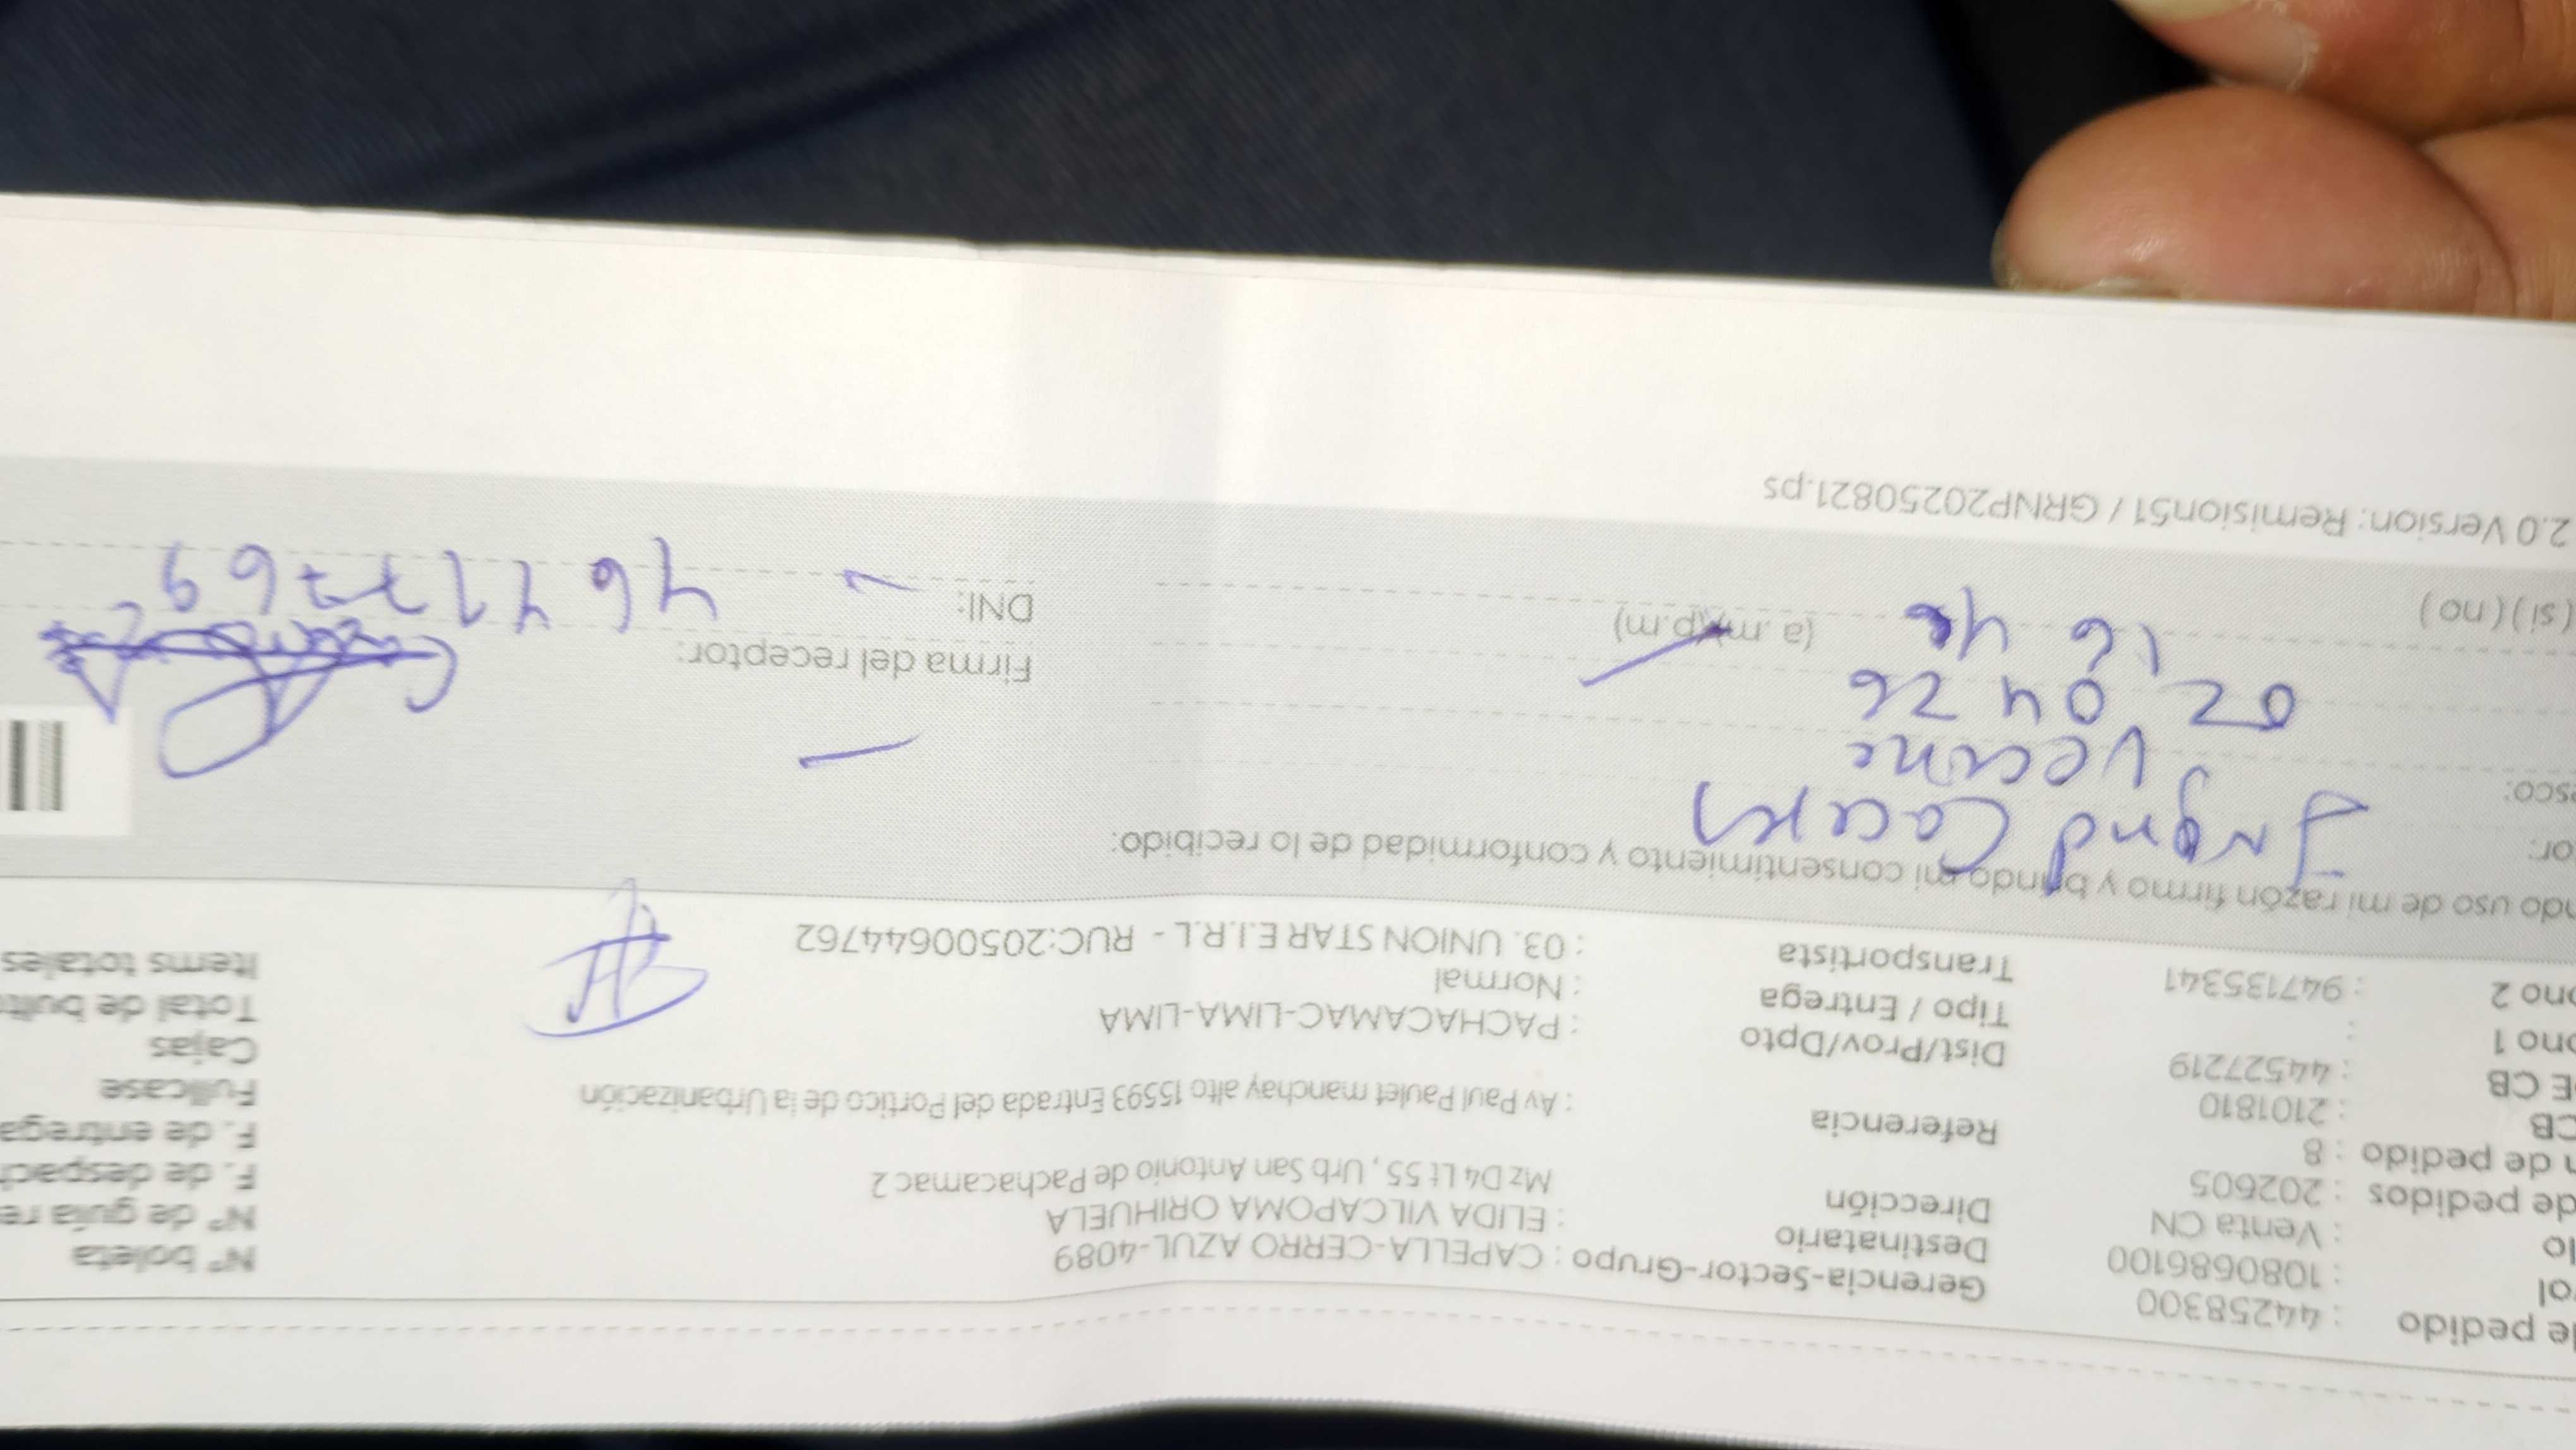 de pedido : 44258300
rol : 1080686100
lo : Venta CN
de pedidos : 202605
n de pedido : 8
CB : 2101810
E CB : 44527219
ono 1 :
ono 2 : 947135341
Gerencia-Sector-Grupo : CAPELLA-CERRO AZUL-4089
Destinatario : ELIDA VILCAPOMA ORIHUELA
Dirección Mz D4 Lt 55 , Urb San Antonio de Pachacamac 2
Referencia : Av Paul Paulet manchay alto 15593 Entrada del Portico de la Urbanización
Dist/Prov/Dpto : PACHACAMAC-LIMA-LIMA
Tipo / Entrega : Normal
Transportista : 03. UNION STAR E.I.R.L - RUC:20500644762
Nº boleta
Nº de guía re
F. de despach
F. de entrega
Fullcase
Cajas
Total de bulto
Items totales
ndo uso de mi razón firmo y brindo mi consentimiento y conformidad de lo recibido:
or:
esco: Vecina
02 04 26
16 40 (a.m)(p.m)
(si) (no)
Firma del receptor:
DNI: 46717769
2.0 Version: Remision51 / GRNP20250821.ps